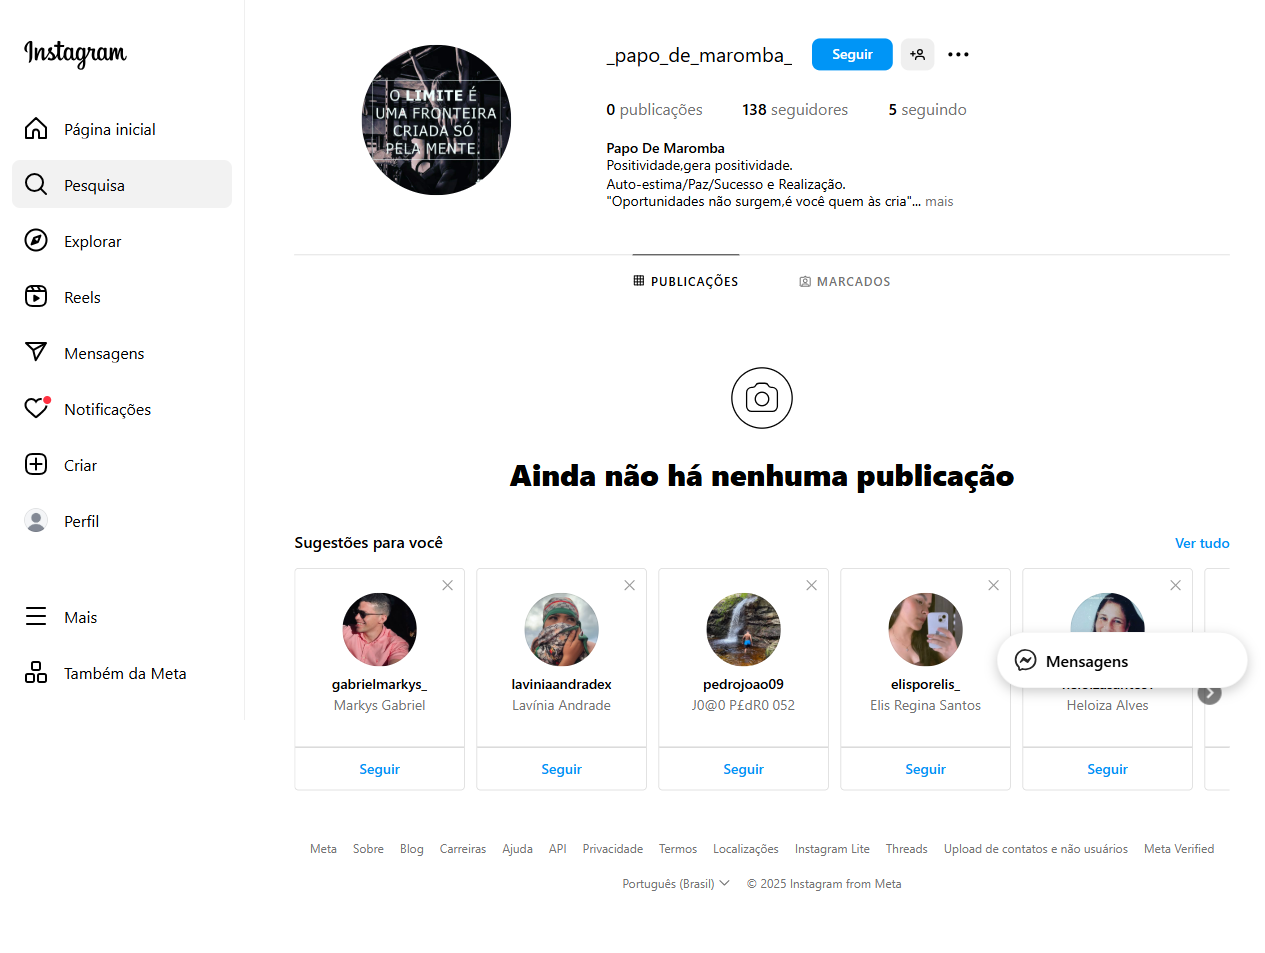 Instagram
Página inicial
Pesquisa
Explorar
Reels
Mensagens
Notificações
Criar
Perfil
Mais
Também da Meta
O LIMITE É
UMA FRONTEIRA
CRIADA SÓ
PELA MENTE.
_papo_de_maromba_ Seguir
0 publicações 138 seguidores 5 seguindo
Papo De Maromba
Positividade,gera positividade.
Auto-estima/Paz/Sucesso e Realização.
"Oportunidades não surgem,é você quem às cria"... mais
PUBLICAÇÕES MARCADOS
Ainda não há nenhuma publicação
Sugestões para você Ver tudo
gabrielmarkys_
Markys Gabriel
Seguir
laviniaandradex
Lavínia Andrade
Seguir
pedrojoao09
J0@0 P£dR0 052
Seguir
elisporelis_
Elis Regina Santos
Seguir
Heloiza Alves
Seguir
Mensagens
Meta Sobre Blog Carreiras Ajuda API Privacidade Termos Localizações Instagram Lite Threads Upload de contatos e não usuários Meta Verified
Português (Brasil) © 2025 Instagram from Meta